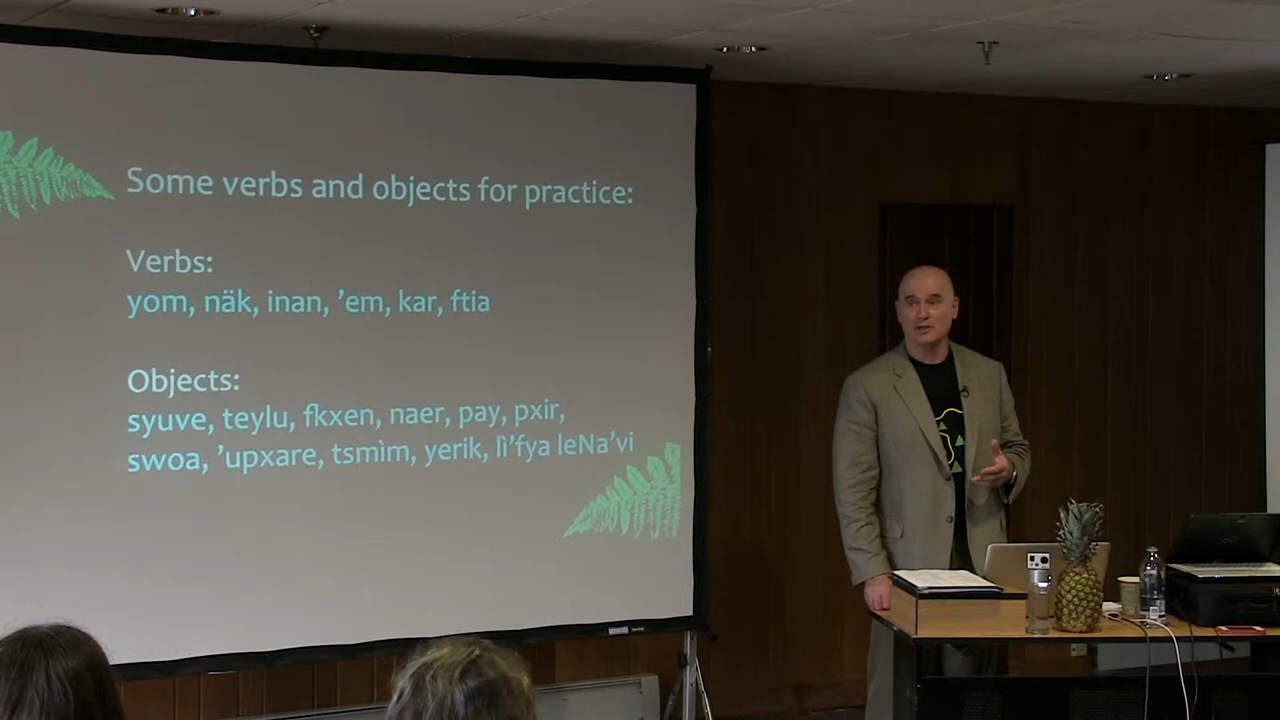 Some verbs and objects for practice:
Verbs:
yom, näk, inan, ’em, kar, ftia
Objects:
syuve, teylu, fkxen, naer, pay, pxir,
swoa, ’upxare, tsmìm, yerik, lì’fya leNa’vi